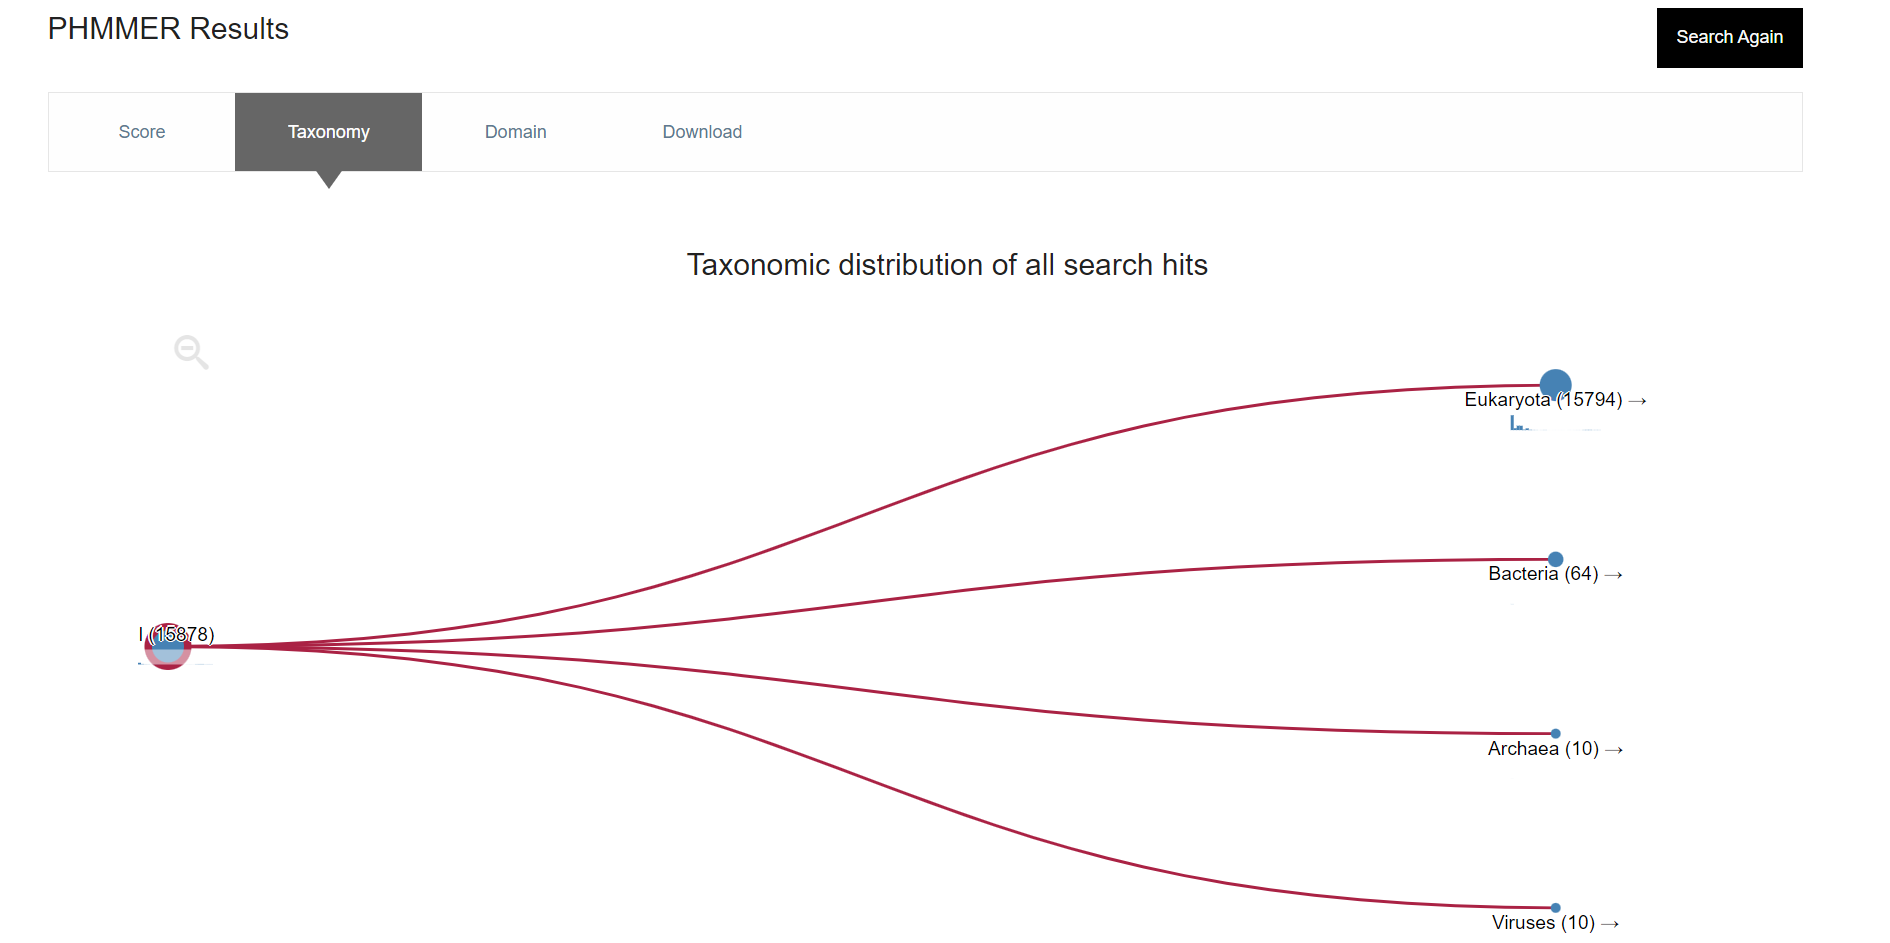 PHMMER Results
Search Again
Score
Taxonomy
Domain
Download
Taxonomic distribution of all search hits
Eukaryota (15794) →
Bacteria (64) →
l (15878)
Archaea (10) →
Viruses (10) →